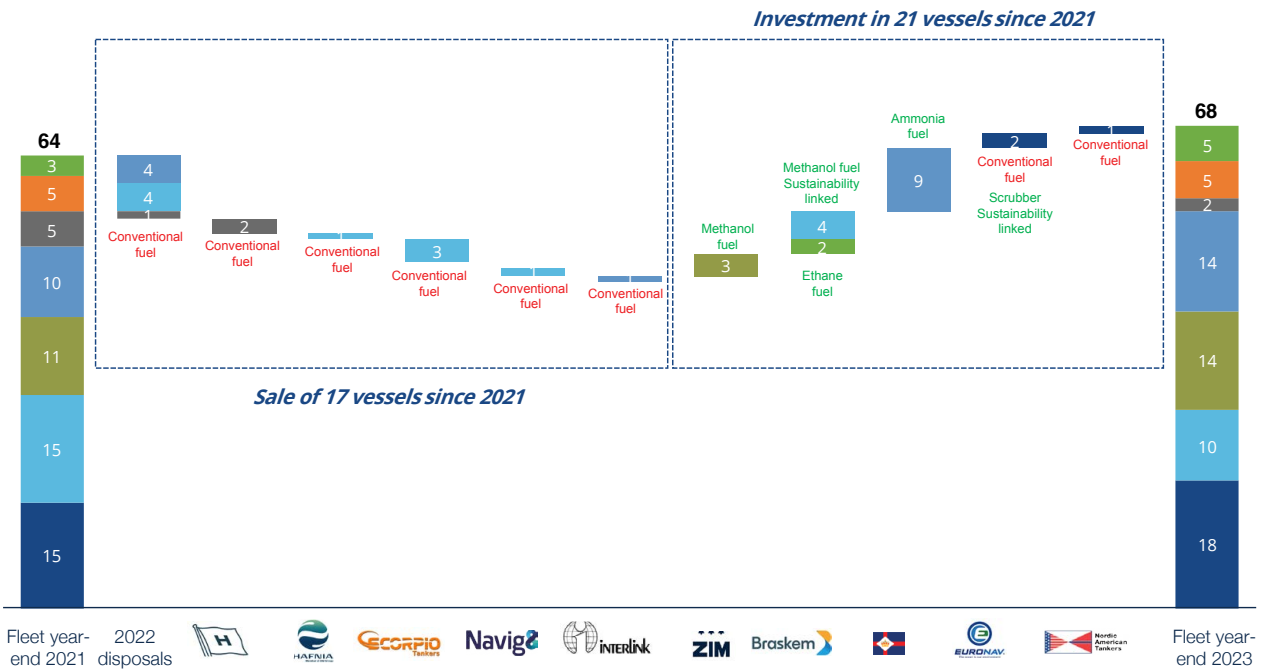 Investment in 21 vessels since 2021
64
3
5
5
10
11
15
15
4
4
1
Conventional
fuel
2
Conventional
fuel
1
Conventional
fuel
3
Conventional
fuel
1
Conventional
fuel
1
Conventional
fuel
Sale of 17 vessels since 2021
Methanol
fuel
3
Methanol fuel
Sustainability
linked
4
2
Ethane
fuel
Ammonia
fuel
9
2
Conventional
fuel
Scrubber
Sustainability
linked
1
Conventional
fuel
68
5
5
2
14
14
10
18
Fleet year-
end 2021
2022
disposals
H
HAFNIA
SCORPIO
Tankers
Navig8
INTERLINK
ZIM
Braskem
EURONAV
Nordic
American
Tankers
Fleet year-
end 2023